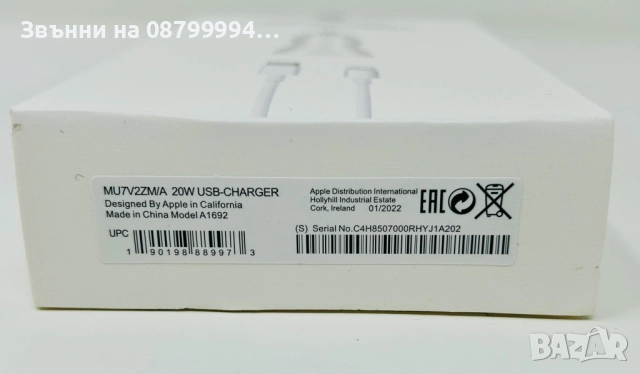 Звънни на 08799994...
MU7V2ZM/A 20W USB-CHARGER
Designed By Apple in California
Made in China Model A1692
UPC
1 90198 88997 3
Apple Distribution International
Hollyhill Industrial Estate
Cork, Ireland 01/2022
EAC
(S) Serial No.C4H8507000RHYJ1A202
BAZAR